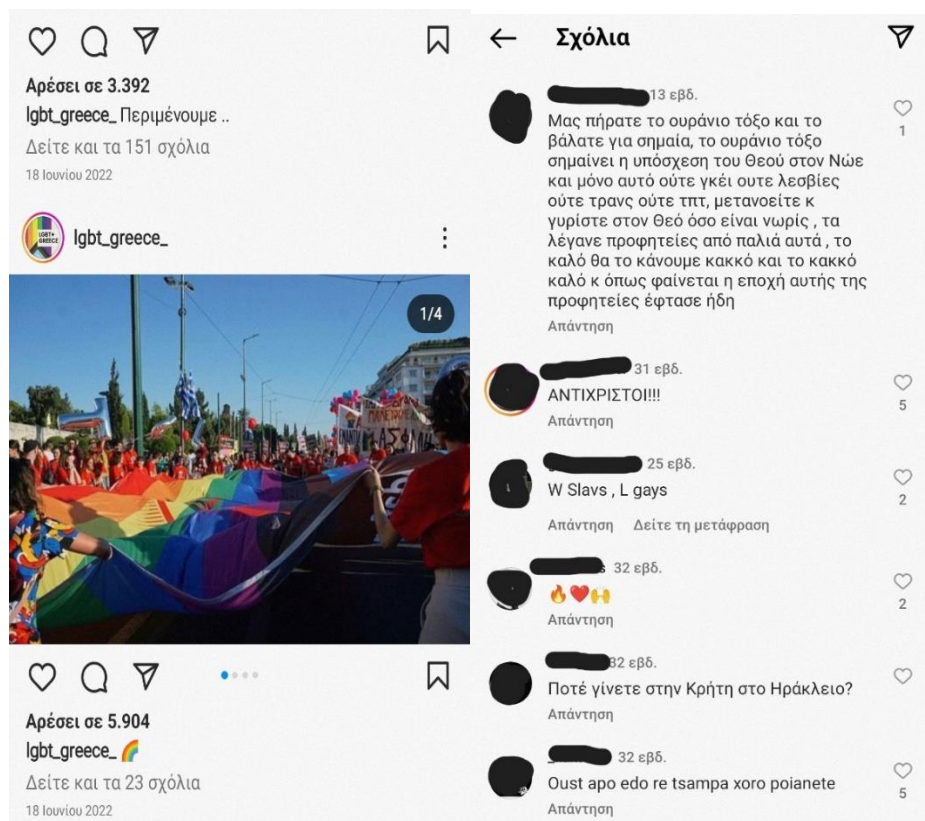 Αρέσει σε 3.392
lgbt_greece_ Περιμένουμε ..
Δείτε και τα 151 σχόλια
18 Ιουνίου 2022
LGBT+
GREECE
lgbt_greece_
1/4
Αρέσει σε 5.904
lgbt_greece_ 🌈
Δείτε και τα 23 σχόλια
18 Ιουνίου 2022
Σχόλια
13 εβδ.
Μας πήρατε το ουράνιο τόξο και το
βάλατε για σημαία, το ουράνιο τόξο
σημαίνει η υπόσχεση του Θεού στον Νώε
και μόνο αυτό ούτε γκέι ουτε λεσβίες
ούτε τρανς ούτε τπτ, μετανοείτε κ
γυρίστε στον Θεό όσο είναι νωρίς , τα
λέγανε προφητείες από παλιά αυτά , το
καλό θα το κάνουμε κακκό και το κακκό
καλό κ όπως φαίνεται η εποχή αυτής της
προφητείες έφτασε ήδη
Απάντηση
1
31 εβδ.
ΑΝΤΙΧΡΙΣΤΟΙ!!!
Απάντηση
5
25 εβδ.
W Slavs , L gays
Απάντηση Δείτε τη μετάφραση
2
32 εβδ.
🔥❤️🙌
Απάντηση
2
32 εβδ.
Ποτέ γίνετε στην Κρήτη στο Ηράκλειο?
Απάντηση
32 εβδ.
Oust apo edo re tsampa xoro poianete
Απάντηση
5